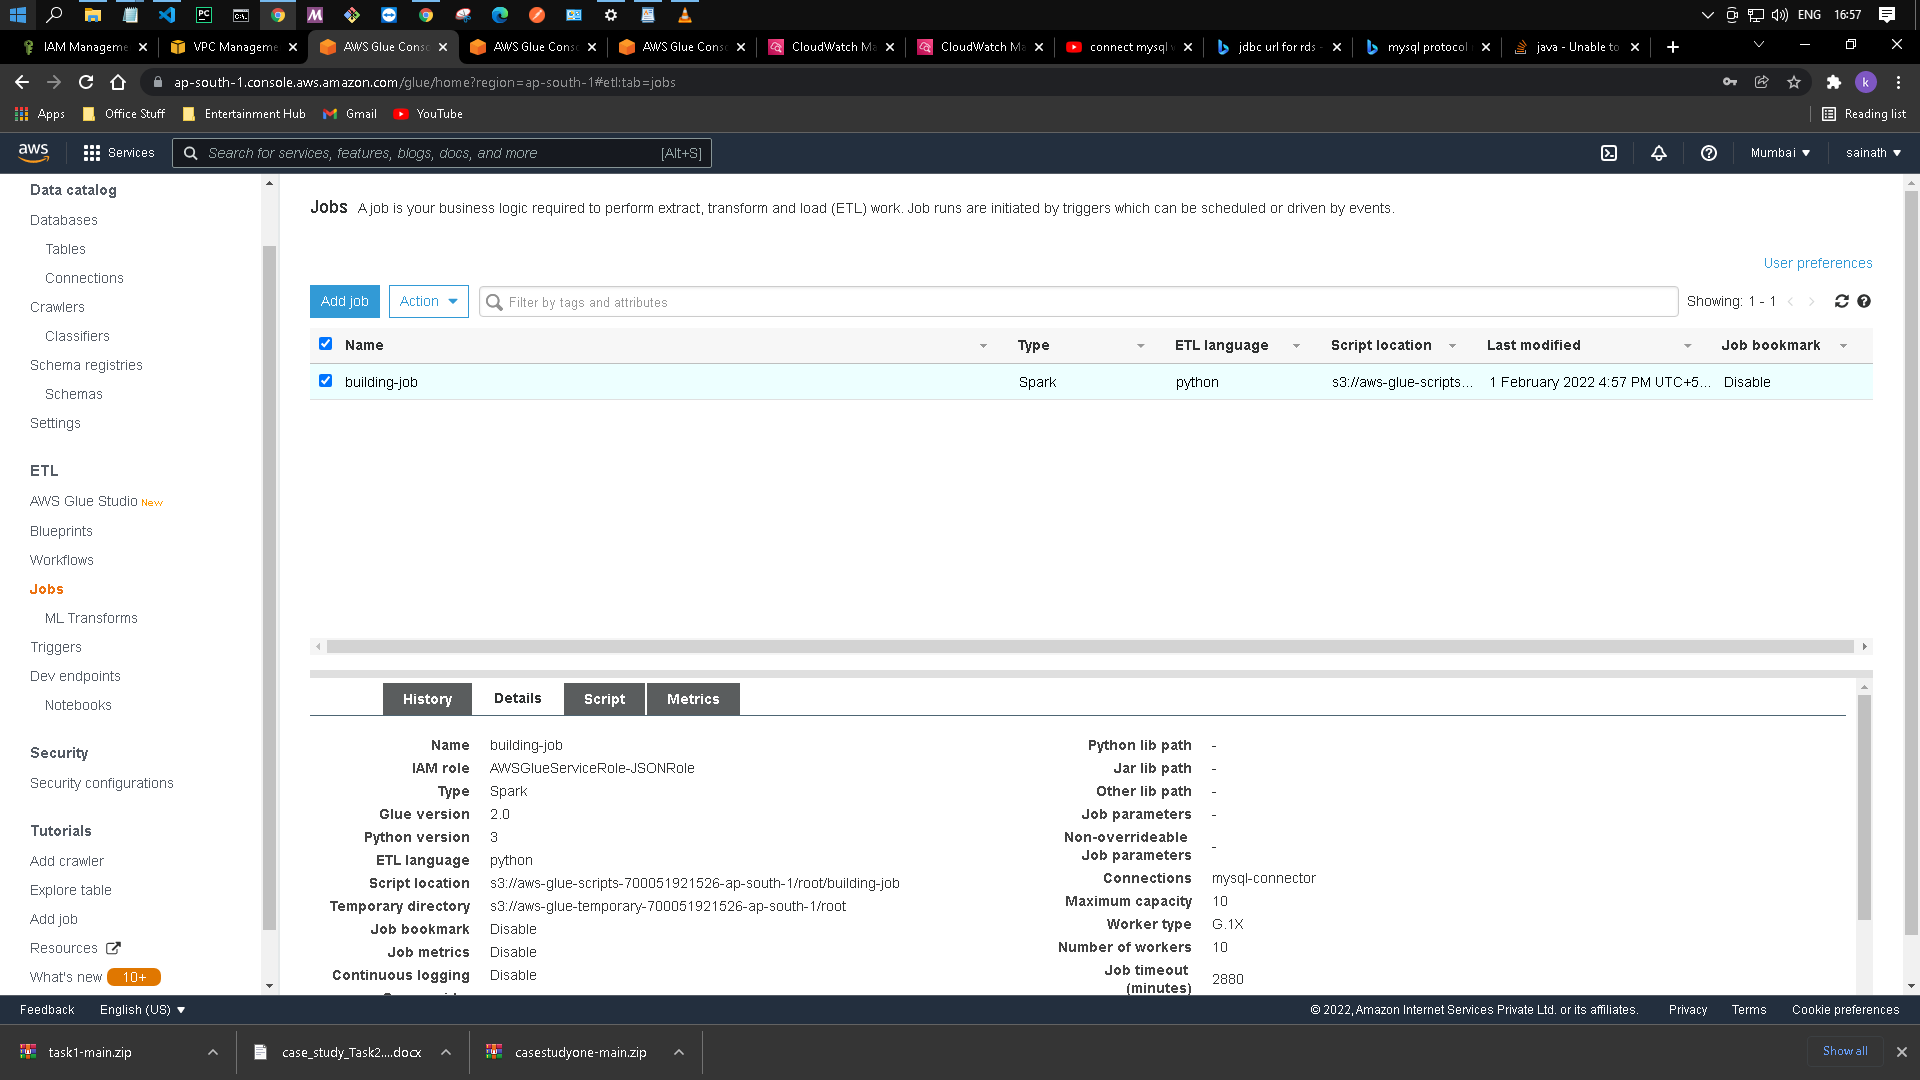 ENG 16:57
IAM Manageme
VPC Manageme
AWS Glue Conso
AWS Glue Conso
AWS Glue Conso
CloudWatch Ma
CloudWatch Ma
connect mysql w
jdbc url for rds -
mysql protocol
java - Unable to
ap-south-1.console.aws.amazon.com/glue/home?region=ap-south-1#etl:tab=jobs
k
Apps
Office Stuff
Entertainment Hub
Gmail
YouTube
Reading list
aws
Services
Search for services, features, blogs, docs, and more [Alt+S]
Mumbai
sainath
Data catalog
Databases
Tables
Connections
Crawlers
Classifiers
Schema registries
Schemas
Settings
ETL
AWS Glue Studio New
Blueprints
Workflows
Jobs
ML Transforms
Triggers
Dev endpoints
Notebooks
Security
Security configurations
Tutorials
Add crawler
Explore table
Add job
Resources
What's new 10+
Jobs A job is your business logic required to perform extract, transform and load (ETL) work. Job runs are initiated by triggers which can be scheduled or driven by events.
User preferences
Add job
Action
Filter by tags and attributes
Showing: 1 - 1
Name Type ETL language Script location Last modified Job bookmark
building-job Spark python s3://aws-glue-scripts... 1 February 2022 4:57 PM UTC+5... Disable
History Details Script Metrics
Name building-job
IAM role AWSGlueServiceRole-JSONRole
Type Spark
Glue version 2.0
Python version 3
ETL language python
Script location s3://aws-glue-scripts-700051921526-ap-south-1/root/building-job
Temporary directory s3://aws-glue-temporary-700051921526-ap-south-1/root
Job bookmark Disable
Job metrics Disable
Continuous logging Disable
Python lib path -
Jar lib path -
Other lib path -
Job parameters -
Non-overrideable
Job parameters -
Connections mysql-connector
Maximum capacity 10
Worker type G.1X
Number of workers 10
Job timeout
(minutes) 2880
Feedback English (US)
© 2022, Amazon Internet Services Private Ltd. or its affiliates. Privacy Terms Cookie preferences
task1-main.zip
case_study_Task2....docx
casestudyone-main.zip
Show all